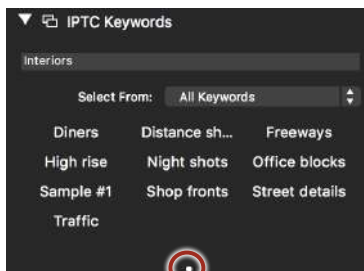 IPTC Keywords
Interiors
Select From: All Keywords
Diners Distance sh... Freeways
High rise Night shots Office blocks
Sample #1 Shop fronts Street details
Traffic